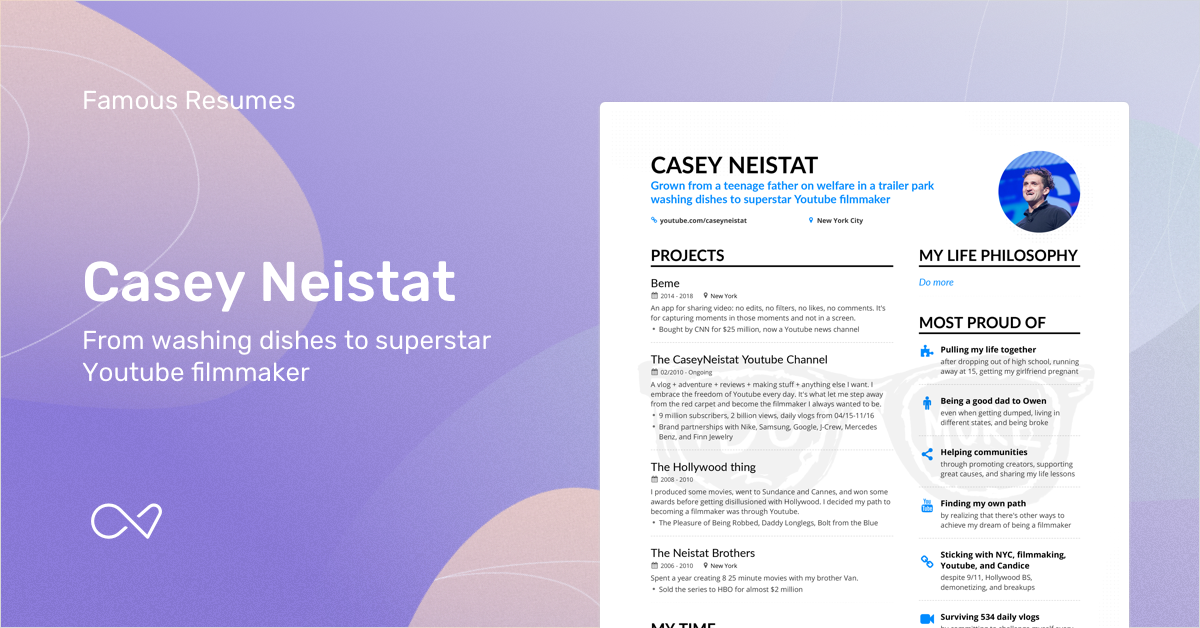 Famous Resumes
Casey Neistat
From washing dishes to superstar
Youtube filmmaker
CASEY NEISTAT
Grown from a teenage father on welfare in a trailer park
washing dishes to superstar Youtube filmmaker
youtube.com/caseyneistat New York City
PROJECTS
Beme
2014 - 2018 New York
An app for sharing video: no edits, no filters, no likes, no comments. It's
for capturing moments in those moments and not in a screen.
• Bought by CNN for $25 million, now a Youtube news channel
The CaseyNeistat Youtube Channel
02/2010 - Ongoing
A vlog + adventure + reviews + making stuff + anything else I want. I
embrace the freedom of Youtube every day. It's what let me step away
from the red carpet and become the filmmaker I always wanted to be.
• 9 million subscribers, 2 billion views, daily vlogs from 04/15-11/16
• Brand partnerships with Nike, Samsung, Google, J-Crew, Mercedes
Benz, and Finn Jewelry
The Hollywood thing
2008 - 2010
I produced some movies, went to Sundance and Cannes, and won some
awards before getting disillusioned with Hollywood. I decided my path to
becoming a filmmaker was through Youtube.
• The Pleasure of Being Robbed, Daddy Longlegs, Bolt from the Blue
The Neistat Brothers
2006 - 2010 New York
Spent a year creating 8 25 minute movies with my brother Van.
• Sold the series to HBO for almost $2 million
MY TIME
MY LIFE PHILOSOPHY
Do more
MOST PROUD OF
Pulling my life together
after dropping out of high school, running
away at 15, getting my girlfriend pregnant
Being a good dad to Owen
even when getting dumped, living in
different states, and being broke
Helping communities
through promoting creators, supporting
great causes, and sharing my life lessons
You
Tube
Finding my own path
by realizing that there's other ways to
achieve my dream of being a filmmaker
Sticking with NYC, filmmaking,
Youtube, and Candice
despite 9/11, Hollywood BS,
demonetizing, and breakups
Surviving 534 daily vlogs
DO
MORE